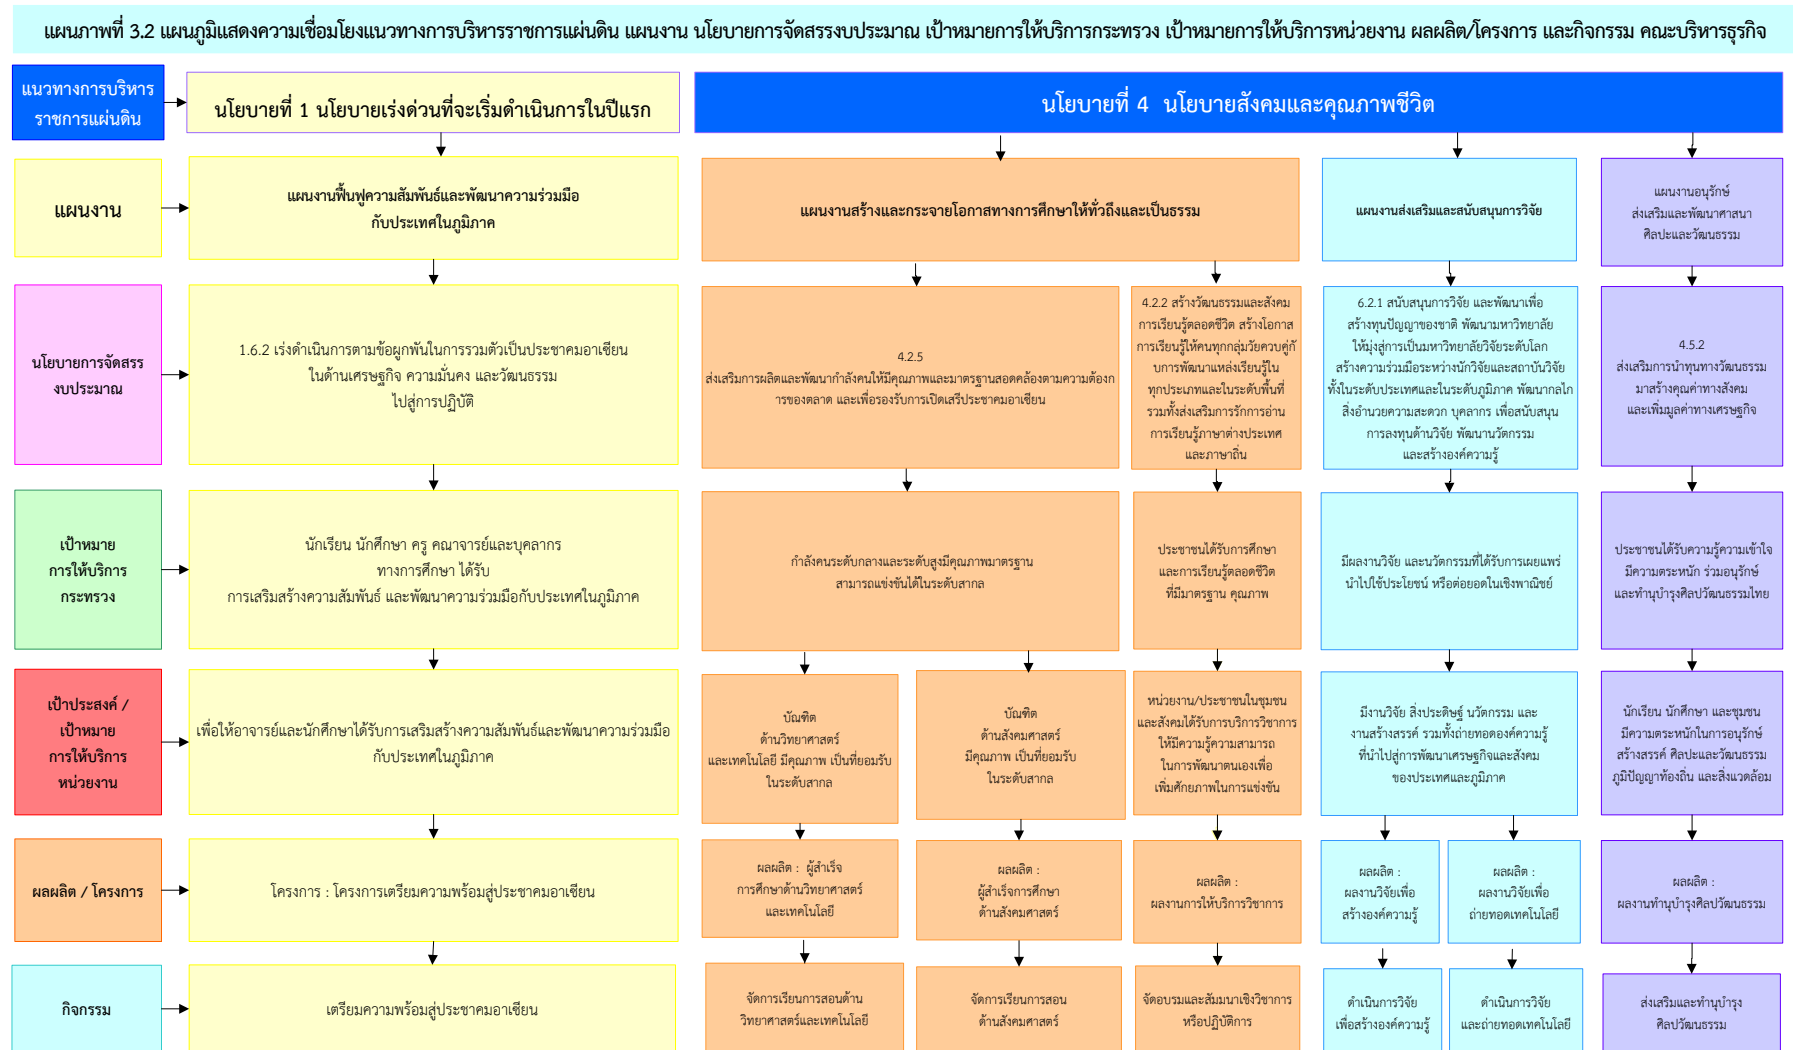 แผนภาพที่ 3.2 แผนภูมิแสดงความเชื่อมโยงแนวทางการบริหารราชการแผ่นดิน แผนงาน นโยบายการจัดสรรงบประมาณ เป้าหมายการให้บริการกระทรวง เป้าหมายการให้บริการหน่วยงาน ผลผลิต/โครงการ และกิจกรรม คณะบริหารธุรกิจ
แนวทางการบริหาร
ราชการแผ่นดิน
นโยบายที่ 1 นโยบายเร่งด่วนที่จะเริ่มดำเนินการในปีแรก
นโยบายที่ 4 นโยบายสังคมและคุณภาพชีวิต
แผนงาน
แผนงานฟื้นฟูความสัมพันธ์และพัฒนาความร่วมมือ
กับประเทศในภูมิภาค
แผนงานสร้างและกระจายโอกาสทางการศึกษาให้ทั่วถึงและเป็นธรรม
แผนงานส่งเสริมและสนับสนุนการวิจัย
แผนงานอนุรักษ์
ส่งเสริมและพัฒนาศาสนา
ศิลปะและวัฒนธรรม
นโยบายการจัดสรร
งบประมาณ
1.6.2 เร่งดำเนินการตามข้อผูกพันในการรวมตัวเป็นประชาคมอาเซียน
ในด้านเศรษฐกิจ ความมั่นคง และวัฒนธรรม
ไปสู่การปฏิบัติ
4.2.5
ส่งเสริมการผลิตและพัฒนากำลังคนให้มีคุณภาพและมาตรฐานสอดคล้องตามความต้องก
ารของตลาด และเพื่อรองรับการเปิดเสรีประชาคมอาเซียน
4.2.2 สร้างวัฒนธรรมและสังคม
การเรียนรู้ตลอดชีวิต สร้างโอกาส
การเรียนรู้ให้คนทุกกลุ่มวัยควบคู่กั
บการพัฒนาแหล่งเรียนรู้ใน
ทุกประเภทและในระดับพื้นที่
รวมทั้งส่งเสริมการรักการอ่าน
การเรียนรู้ภาษาต่างประเทศ
และภาษาถิ่น
6.2.1 สนับสนุนการวิจัย และพัฒนาเพื่อ
สร้างทุนปัญญาของชาติ พัฒนามหาวิทยาลัย
ให้มุ่งสู่การเป็นมหาวิทยาลัยวิจัยระดับโลก
สร้างความร่วมมือระหว่างนักวิจัยและสถาบันวิจัย
ทั้งในระดับประเทศและในระดับภูมิภาค พัฒนากลไก
สิ่งอำนวยความสะดวก บุคลากร เพื่อสนับสนุน
การลงทุนด้านวิจัย พัฒนานวัตกรรม
และสร้างองค์ความรู้
4.5.2
ส่งเสริมการนำทุนทางวัฒนธรรม
มาสร้างคุณค่าทางสังคม
และเพิ่มมูลค่าทางเศรษฐกิจ
เป้าหมาย
การให้บริการ
กระทรวง
นักเรียน นักศึกษา ครู คณาจารย์และบุคลากร
ทางการศึกษา ได้รับ
การเสริมสร้างความสัมพันธ์ และพัฒนาความร่วมมือกับประเทศในภูมิภาค
กำลังคนระดับกลางและระดับสูงมีคุณภาพมาตรฐาน
สามารถแข่งขันได้ในระดับสากล
ประชาชนได้รับการศึกษา
และการเรียนรู้ตลอดชีวิต
ที่มีมาตรฐาน คุณภาพ
มีผลงานวิจัย และนวัตกรรมที่ได้รับการเผยแพร่
นำไปใช้ประโยชน์ หรือต่อยอดในเชิงพาณิชย์
ประชาชนได้รับความรู้ความเข้าใจ
มีความตระหนัก ร่วมอนุรักษ์
และทำนุบำรุงศิลปวัฒนธรรมไทย
เป้าประสงค์ /
เป้าหมาย
การให้บริการ
หน่วยงาน
เพื่อให้อาจารย์และนักศึกษาได้รับการเสริมสร้างความสัมพันธ์และพัฒนาความร่วมมือ
กับประเทศในภูมิภาค
บัณฑิต
ด้านวิทยาศาสตร์
และเทคโนโลยี มีคุณภาพ เป็นที่ยอมรับ
ในระดับสากล
บัณฑิต
ด้านสังคมศาสตร์
มีคุณภาพ เป็นที่ยอมรับ
ในระดับสากล
หน่วยงาน/ประชาชนในชุมชน
และสังคมได้รับการบริการวิชาการ
ให้มีความรู้ความสามารถ
ในการพัฒนาตนเองเพื่อ
เพิ่มศักยภาพในการแข่งขัน
มีงานวิจัย สิ่งประดิษฐ์ นวัตกรรม และ
งานสร้างสรรค์ รวมทั้งถ่ายทอดองค์ความรู้
ที่นำไปสู่การพัฒนาเศรษฐกิจและสังคม
ของประเทศและภูมิภาค
นักเรียน นักศึกษา และชุมชน
มีความตระหนักในการอนุรักษ์
สร้างสรรค์ ศิลปะและวัฒนธรรม
ภูมิปัญญาท้องถิ่น และสิ่งแวดล้อม
ผลผลิต / โครงการ
โครงการ : โครงการเตรียมความพร้อมสู่ประชาคมอาเซียน
ผลผลิต : ผู้สำเร็จ
การศึกษาด้านวิทยาศาสตร์
และเทคโนโลยี
ผลผลิต :
ผู้สำเร็จการศึกษา
ด้านสังคมศาสตร์
ผลผลิต :
ผลงานการให้บริการวิชาการ
ผลผลิต :
ผลงานวิจัยเพื่อ
สร้างองค์ความรู้
ผลผลิต :
ผลงานวิจัยเพื่อ
ถ่ายทอดเทคโนโลยี
ผลผลิต :
ผลงานทำนุบำรุงศิลปวัฒนธรรม
กิจกรรม
เตรียมความพร้อมสู่ประชาคมอาเซียน
จัดการเรียนการสอนด้าน
วิทยาศาสตร์และเทคโนโลยี
จัดการเรียนการสอน
ด้านสังคมศาสตร์
จัดอบรมและสัมมนาเชิงวิชาการ
หรือปฏิบัติการ
ดำเนินการวิจัย
เพื่อสร้างองค์ความรู้
ดำเนินการวิจัย
และถ่ายทอดเทคโนโลยี
ส่งเสริมและทำนุบำรุง
ศิลปวัฒนธรรม